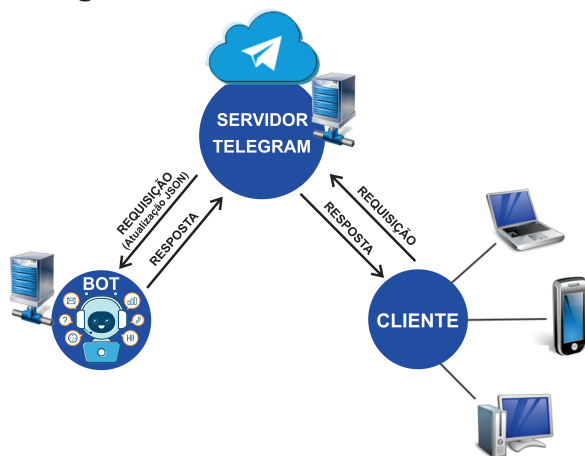 SERVIDOR
TELEGRAM
REQUISIÇÃO
(Atualização JSON)
RESPOSTA
REQUISIÇÃO
RESPOSTA
BOT
?
HI!
CLIENTE